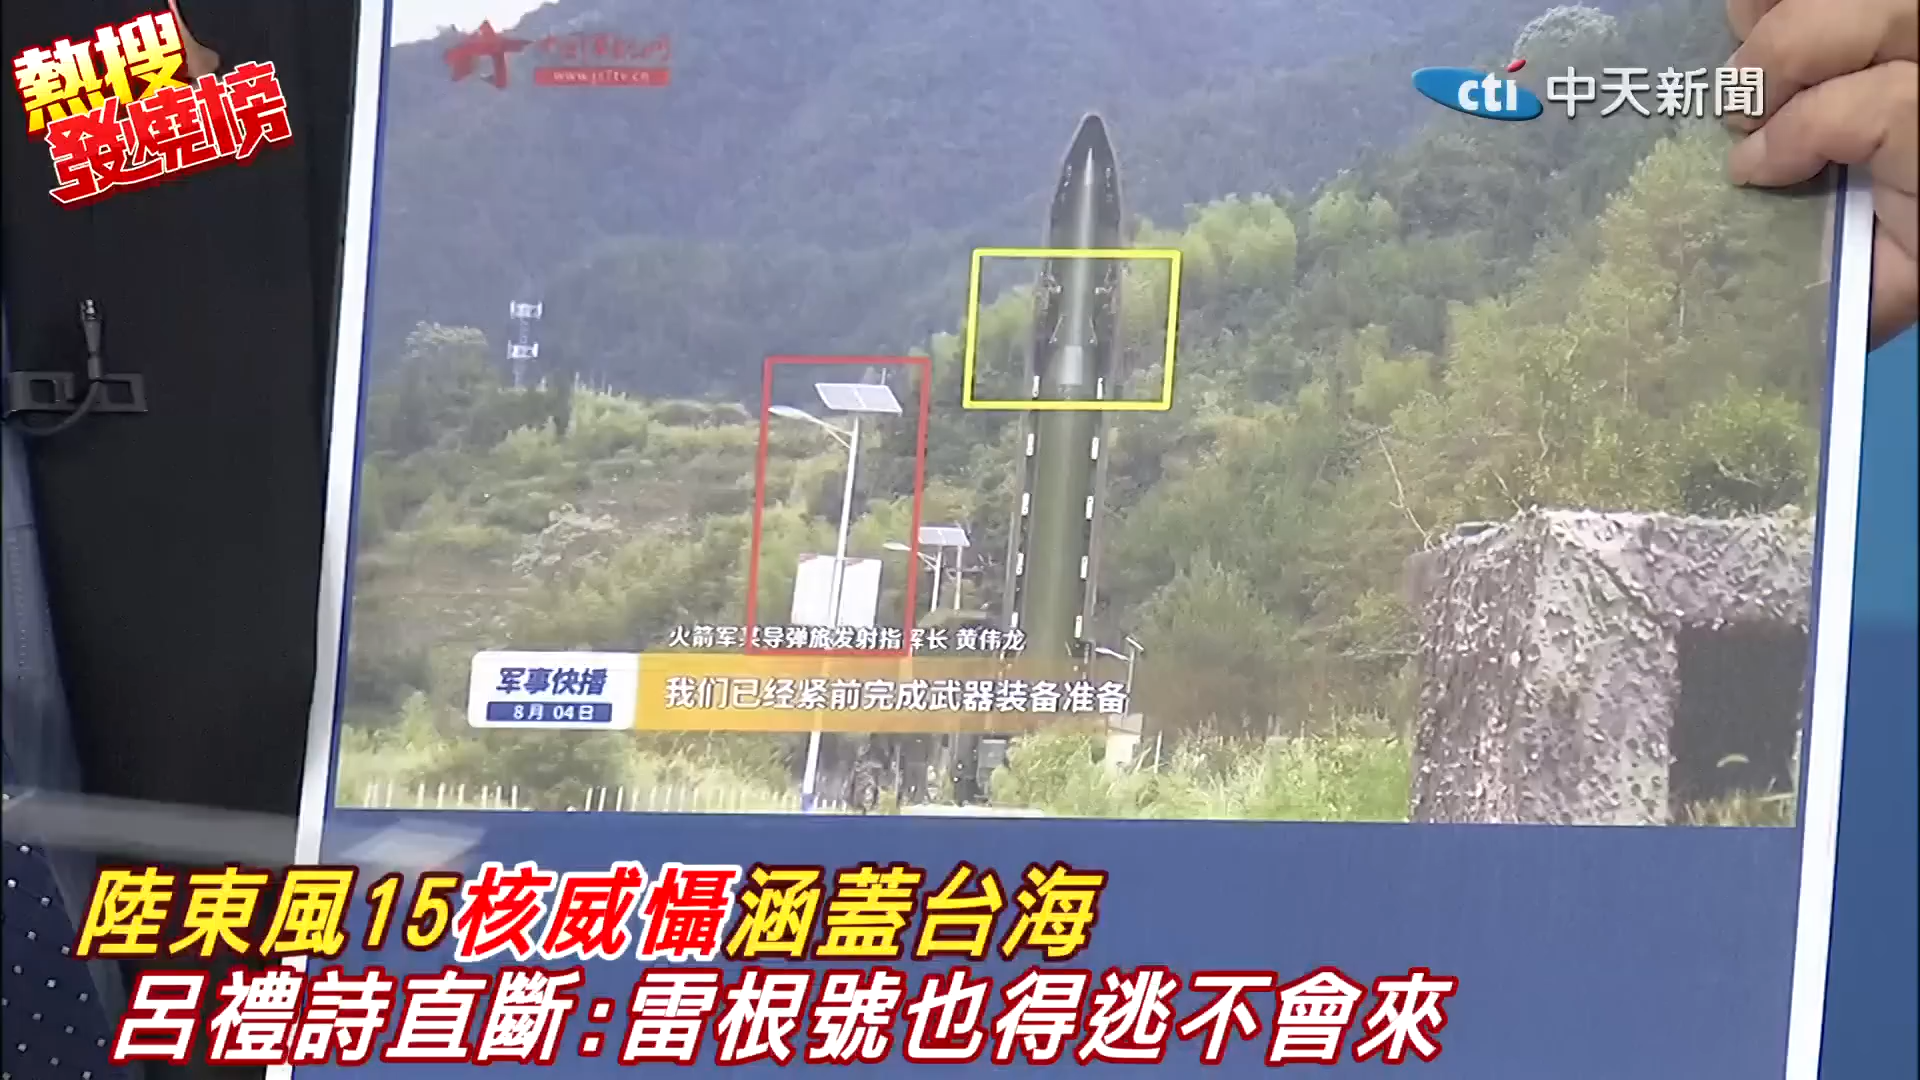 熱搜
發燒榜
www.js7tv.cn
cti 中天新聞
火箭军某导弹旅发射指挥长 黄伟龙
军事快播
8月 04日
我们已经紧前完成武器装备准备
陸東風15核威懾涵蓋台海
呂禮詩直斷:雷根號也得逃不會來